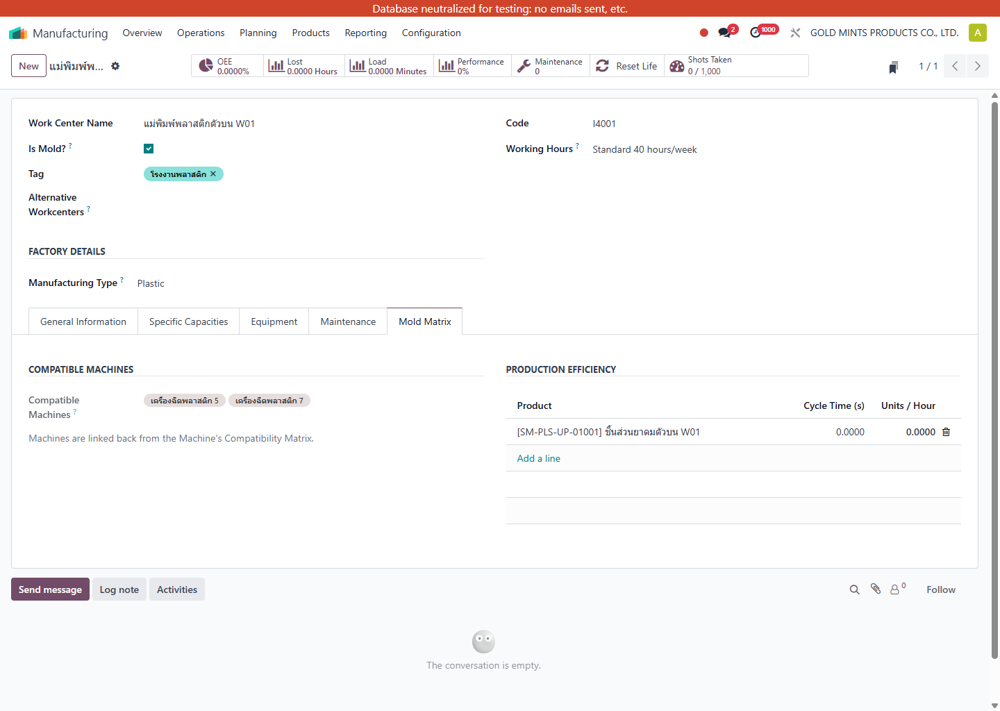 Database neutralized for testing: no emails sent, etc.
Manufacturing Overview Operations Planning Products Reporting Configuration 2 1000 GOLD MINTS PRODUCTS CO., LTD. A
New แม่พิมพ์พ... OEE 0.0000% Lost 0.0000 Hours Load 0.0000 Minutes Performance 0% Maintenance 0 Reset Life Shots Taken 0 / 1,000 1 / 1
Work Center Name แม่พิมพ์พลาสติกตัวบน W01 Code I4001
Is Mold? ? Working Hours ? Standard 40 hours/week
Tag โรงงานพลาสติก ×
Alternative
Workcenters ?
FACTORY DETAILS
Manufacturing Type ? Plastic
General Information Specific Capacities Equipment Maintenance Mold Matrix
COMPATIBLE MACHINES PRODUCTION EFFICIENCY
Compatible
Machines ? เครื่องฉีดพลาสติก 5 เครื่องฉีดพลาสติก 7
Machines are linked back from the Machine's Compatibility Matrix.
Product Cycle Time (s) Units / Hour
[SM-PLS-UP-01001] ชิ้นส่วนยาดมตัวบน W01 0.0000 0.0000
Add a line
Send message Log note Activities 0 Follow
The conversation is empty.